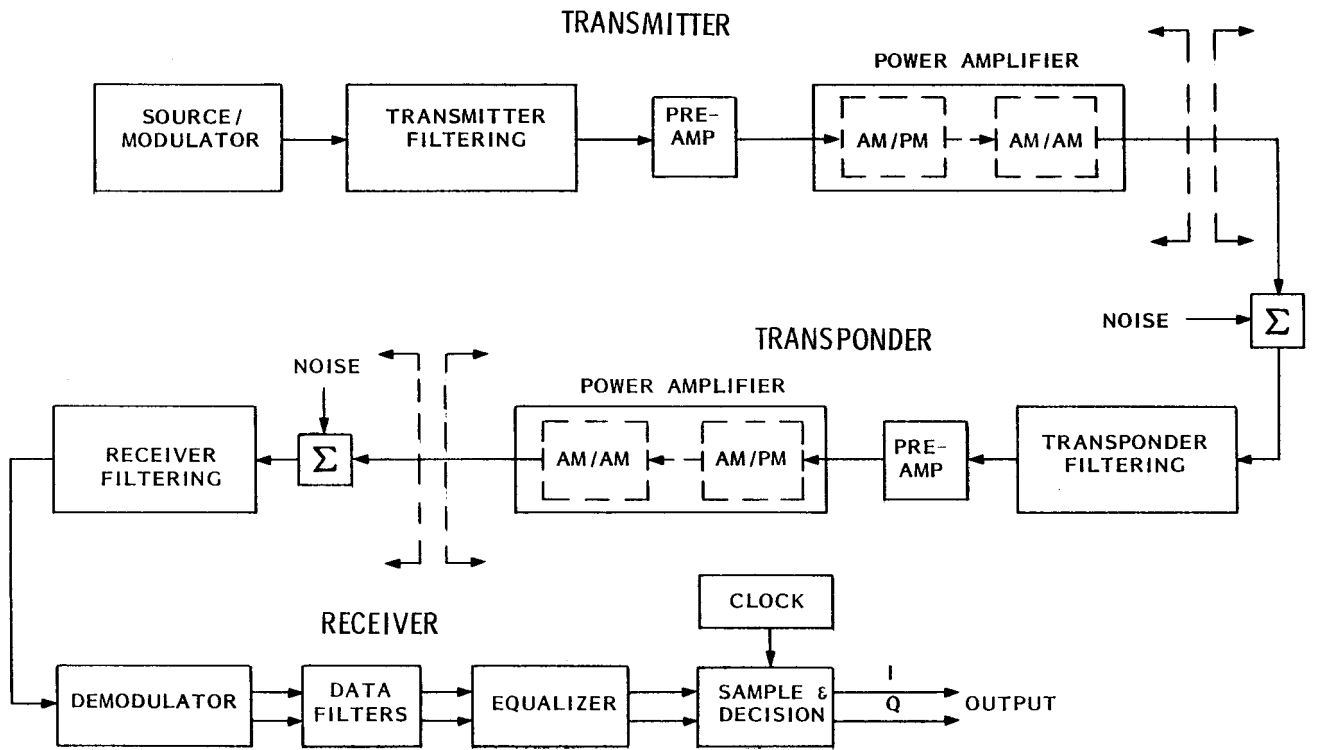 TRANSMITTER
POWER AMPLIFIER
SOURCE/
MODULATOR
TRANSMITTER
FILTERING
PRE-
AMP
AM/PM
AM/AM
NOISE
Σ
TRANSPONDER
POWER AMPLIFIER
NOISE
RECEIVER
FILTERING
Σ
AM/AM
AM/PM
PRE-
AMP
TRANSPONDER
FILTERING
RECEIVER
CLOCK
DEMODULATOR
DATA
FILTERS
EQUALIZER
SAMPLE &
DECISION
I
Q
OUTPUT